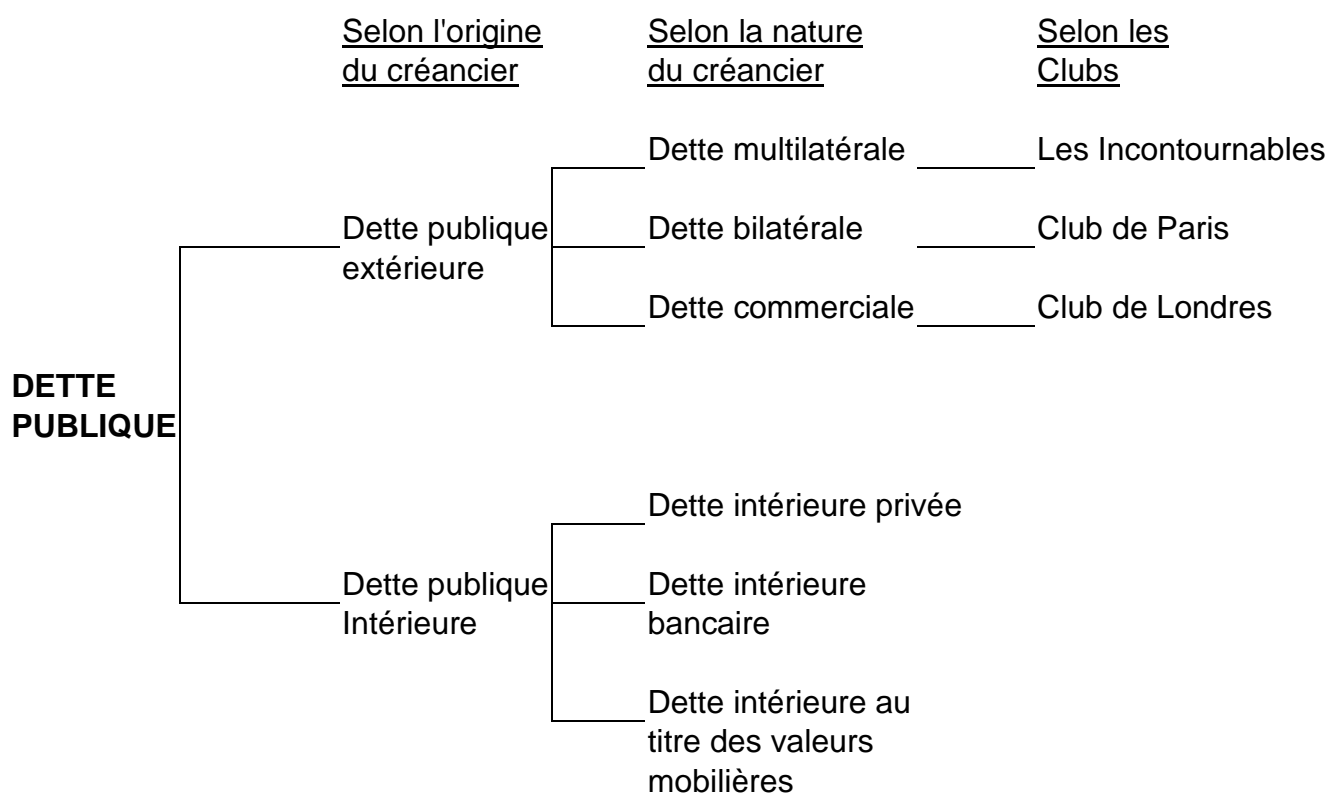 Selon l'origine
du créancier
Selon la nature
du créancier
Selon les
Clubs
Dette multilatérale
Les Incontournables
Dette publique
extérieure
Dette bilatérale
Club de Paris
Dette commerciale
Club de Londres
DETTE
PUBLIQUE
Dette intérieure privée
Dette publique
Intérieure
Dette intérieure
bancaire
Dette intérieure au
titre des valeurs
mobilières